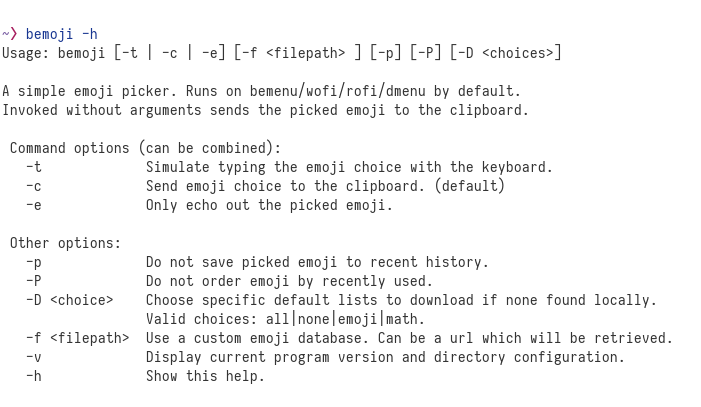 ~❯ bemoji -h
Usage: bemoji [-t | -c | -e] [-f <filepath> ] [-p] [-P] [-D <choices>]

A simple emoji picker. Runs on bemenu/wofi/rofi/dmenu by default.
Invoked without arguments sends the picked emoji to the clipboard.

 Command options (can be combined):
   -t             Simulate typing the emoji choice with the keyboard.
   -c             Send emoji choice to the clipboard. (default)
   -e             Only echo out the picked emoji.

 Other options:
   -p             Do not save picked emoji to recent history.
   -P             Do not order emoji by recently used.
   -D <choice>    Choose specific default lists to download if none found locally.
                  Valid choices: all|none|emoji|math.
   -f <filepath>  Use a custom emoji database. Can be a url which will be retrieved.
   -v             Display current program version and directory configuration.
   -h             Show this help.